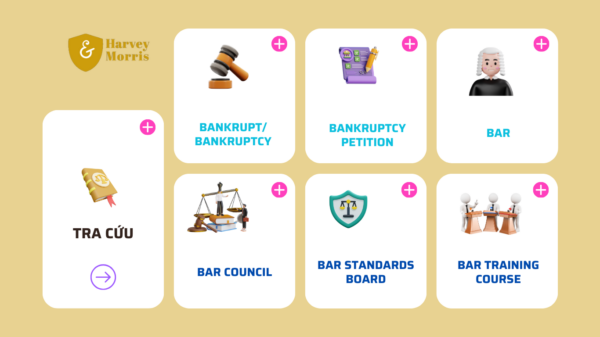 &
Harvey
Morris
TRA CỨU
BANKRUPT/
BANKRUPTCY
BANKRUPTCY
PETITION
BAR
BAR COUNCIL
BAR STANDARDS
BOARD
BAR TRAINING
COURSE